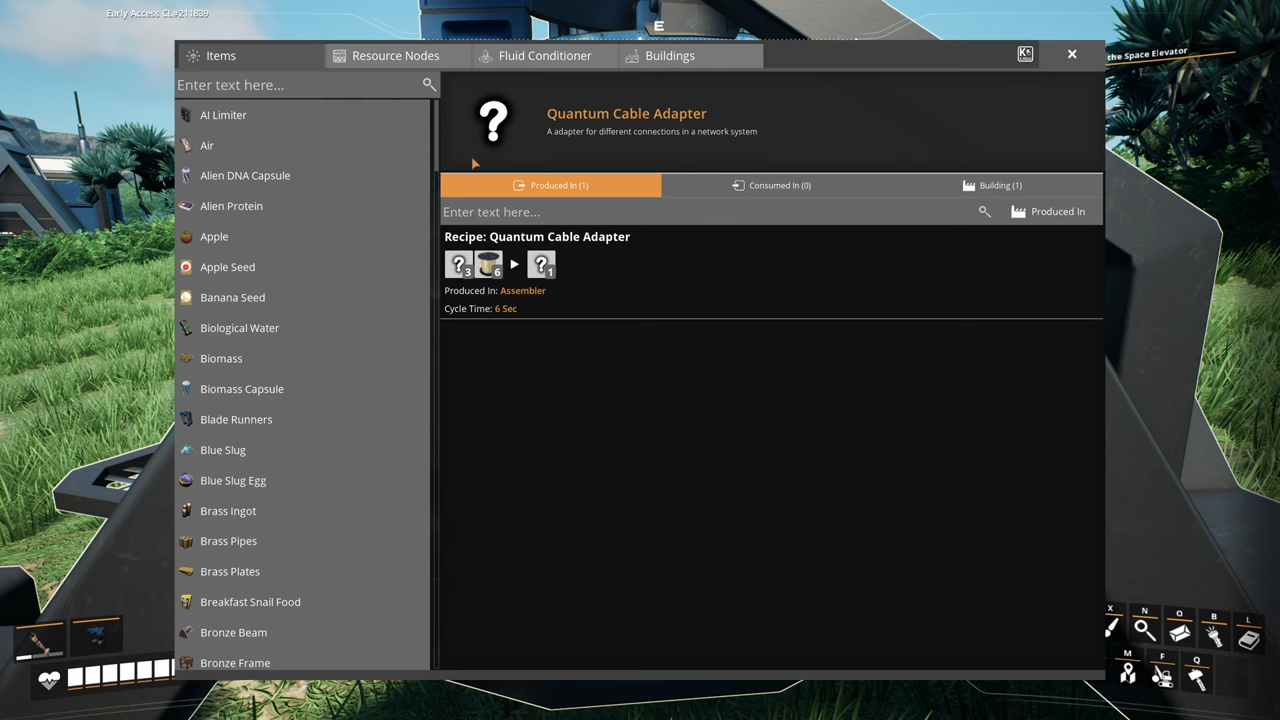 Early Access CL#211839
E
the Space Elevator
Items
Resource Nodes
Fluid Conditioner
Buildings
Enter text here...
AI Limiter
Air
Alien DNA Capsule
Alien Protein
Apple
Apple Seed
Banana Seed
Biological Water
Biomass
Biomass Capsule
Blade Runners
Blue Slug
Blue Slug Egg
Brass Ingot
Brass Pipes
Brass Plates
Breakfast Snail Food
Bronze Beam
Bronze Frame
Quantum Cable Adapter
A adapter for different connections in a network system
Produced In (1)
Consumed In (0)
Building (1)
Enter text here...
Produced In
Recipe: Quantum Cable Adapter
? 3 6 ? 1
Produced In: Assembler
Cycle Time: 6 Sec
X N O B L
M F Q